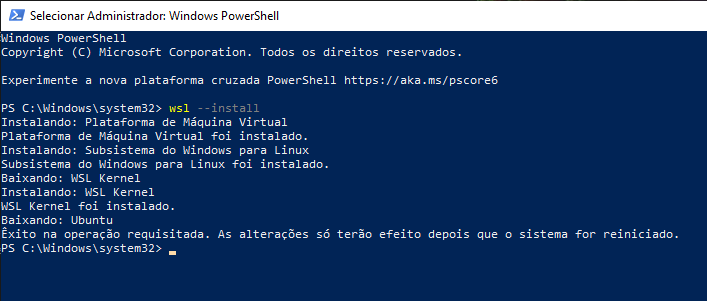 Selecionar Administrador: Windows PowerShell
Windows PowerShell
Copyright (C) Microsoft Corporation. Todos os direitos reservados.
Experimente a nova plataforma cruzada PowerShell https://aka.ms/pscore6
PS C:\Windows\system32> wsl --install
Instalando: Plataforma de Máquina Virtual
Plataforma de Máquina Virtual foi instalado.
Instalando: Subsistema do Windows para Linux
Subsistema do Windows para Linux foi instalado.
Baixando: WSL Kernel
Instalando: WSL Kernel
WSL Kernel foi instalado.
Baixando: Ubuntu
Êxito na operação requisitada. As alterações só terão efeito depois que o sistema for reiniciado.
PS C:\Windows\system32>